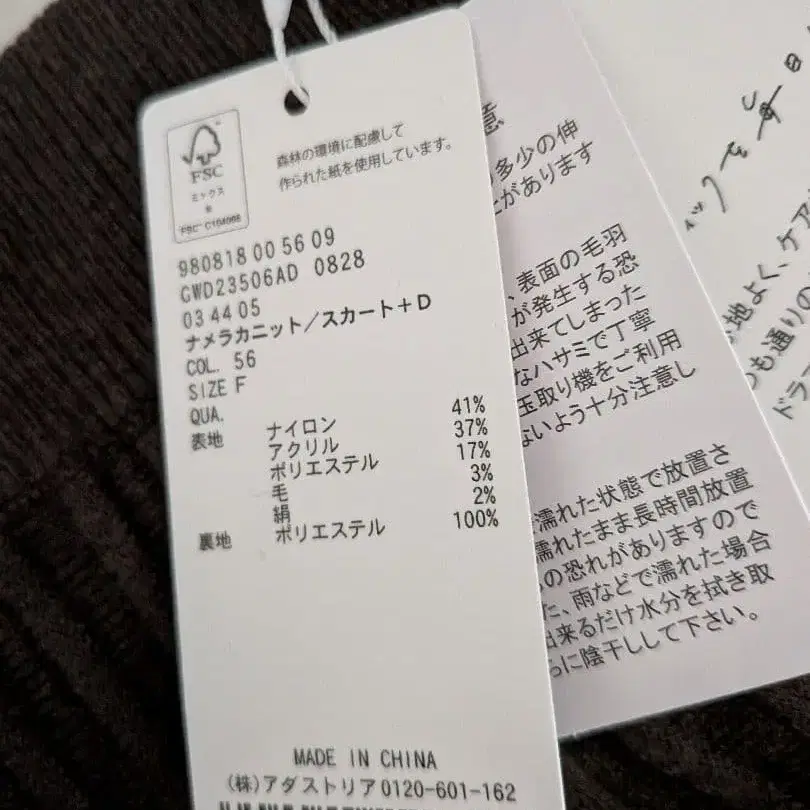 FSC
ミックス
紙
FSC™ C104068
森林の環境に配慮して
作られた紙を使用しています。
980818 00 56 09
GWD23506AD 0828
03 44 05
ナメラカニット/スカート+D
COL. 56
SIZE F
QUA.
表地 ナイロン 41%
アクリル 37%
ポリエステル 17%
毛 3%
絹 2%
裏地 ポリエステル 100%
MADE IN CHINA
(株)アダストリア0120-601-162
多少の伸
があります
、表面の毛羽
が発生する恐
出来てしまった
なハサミで丁寧
玉取り機をご利用
ないよう十分注意し
濡れた状態で放置さ
濡れたまま長時間放置
の恐れがありますので
た、雨などで濡れた場合
出来るだけ水分を拭き取
らに陰干しして下さい。
地よく、ケア
も通りの
ドラ